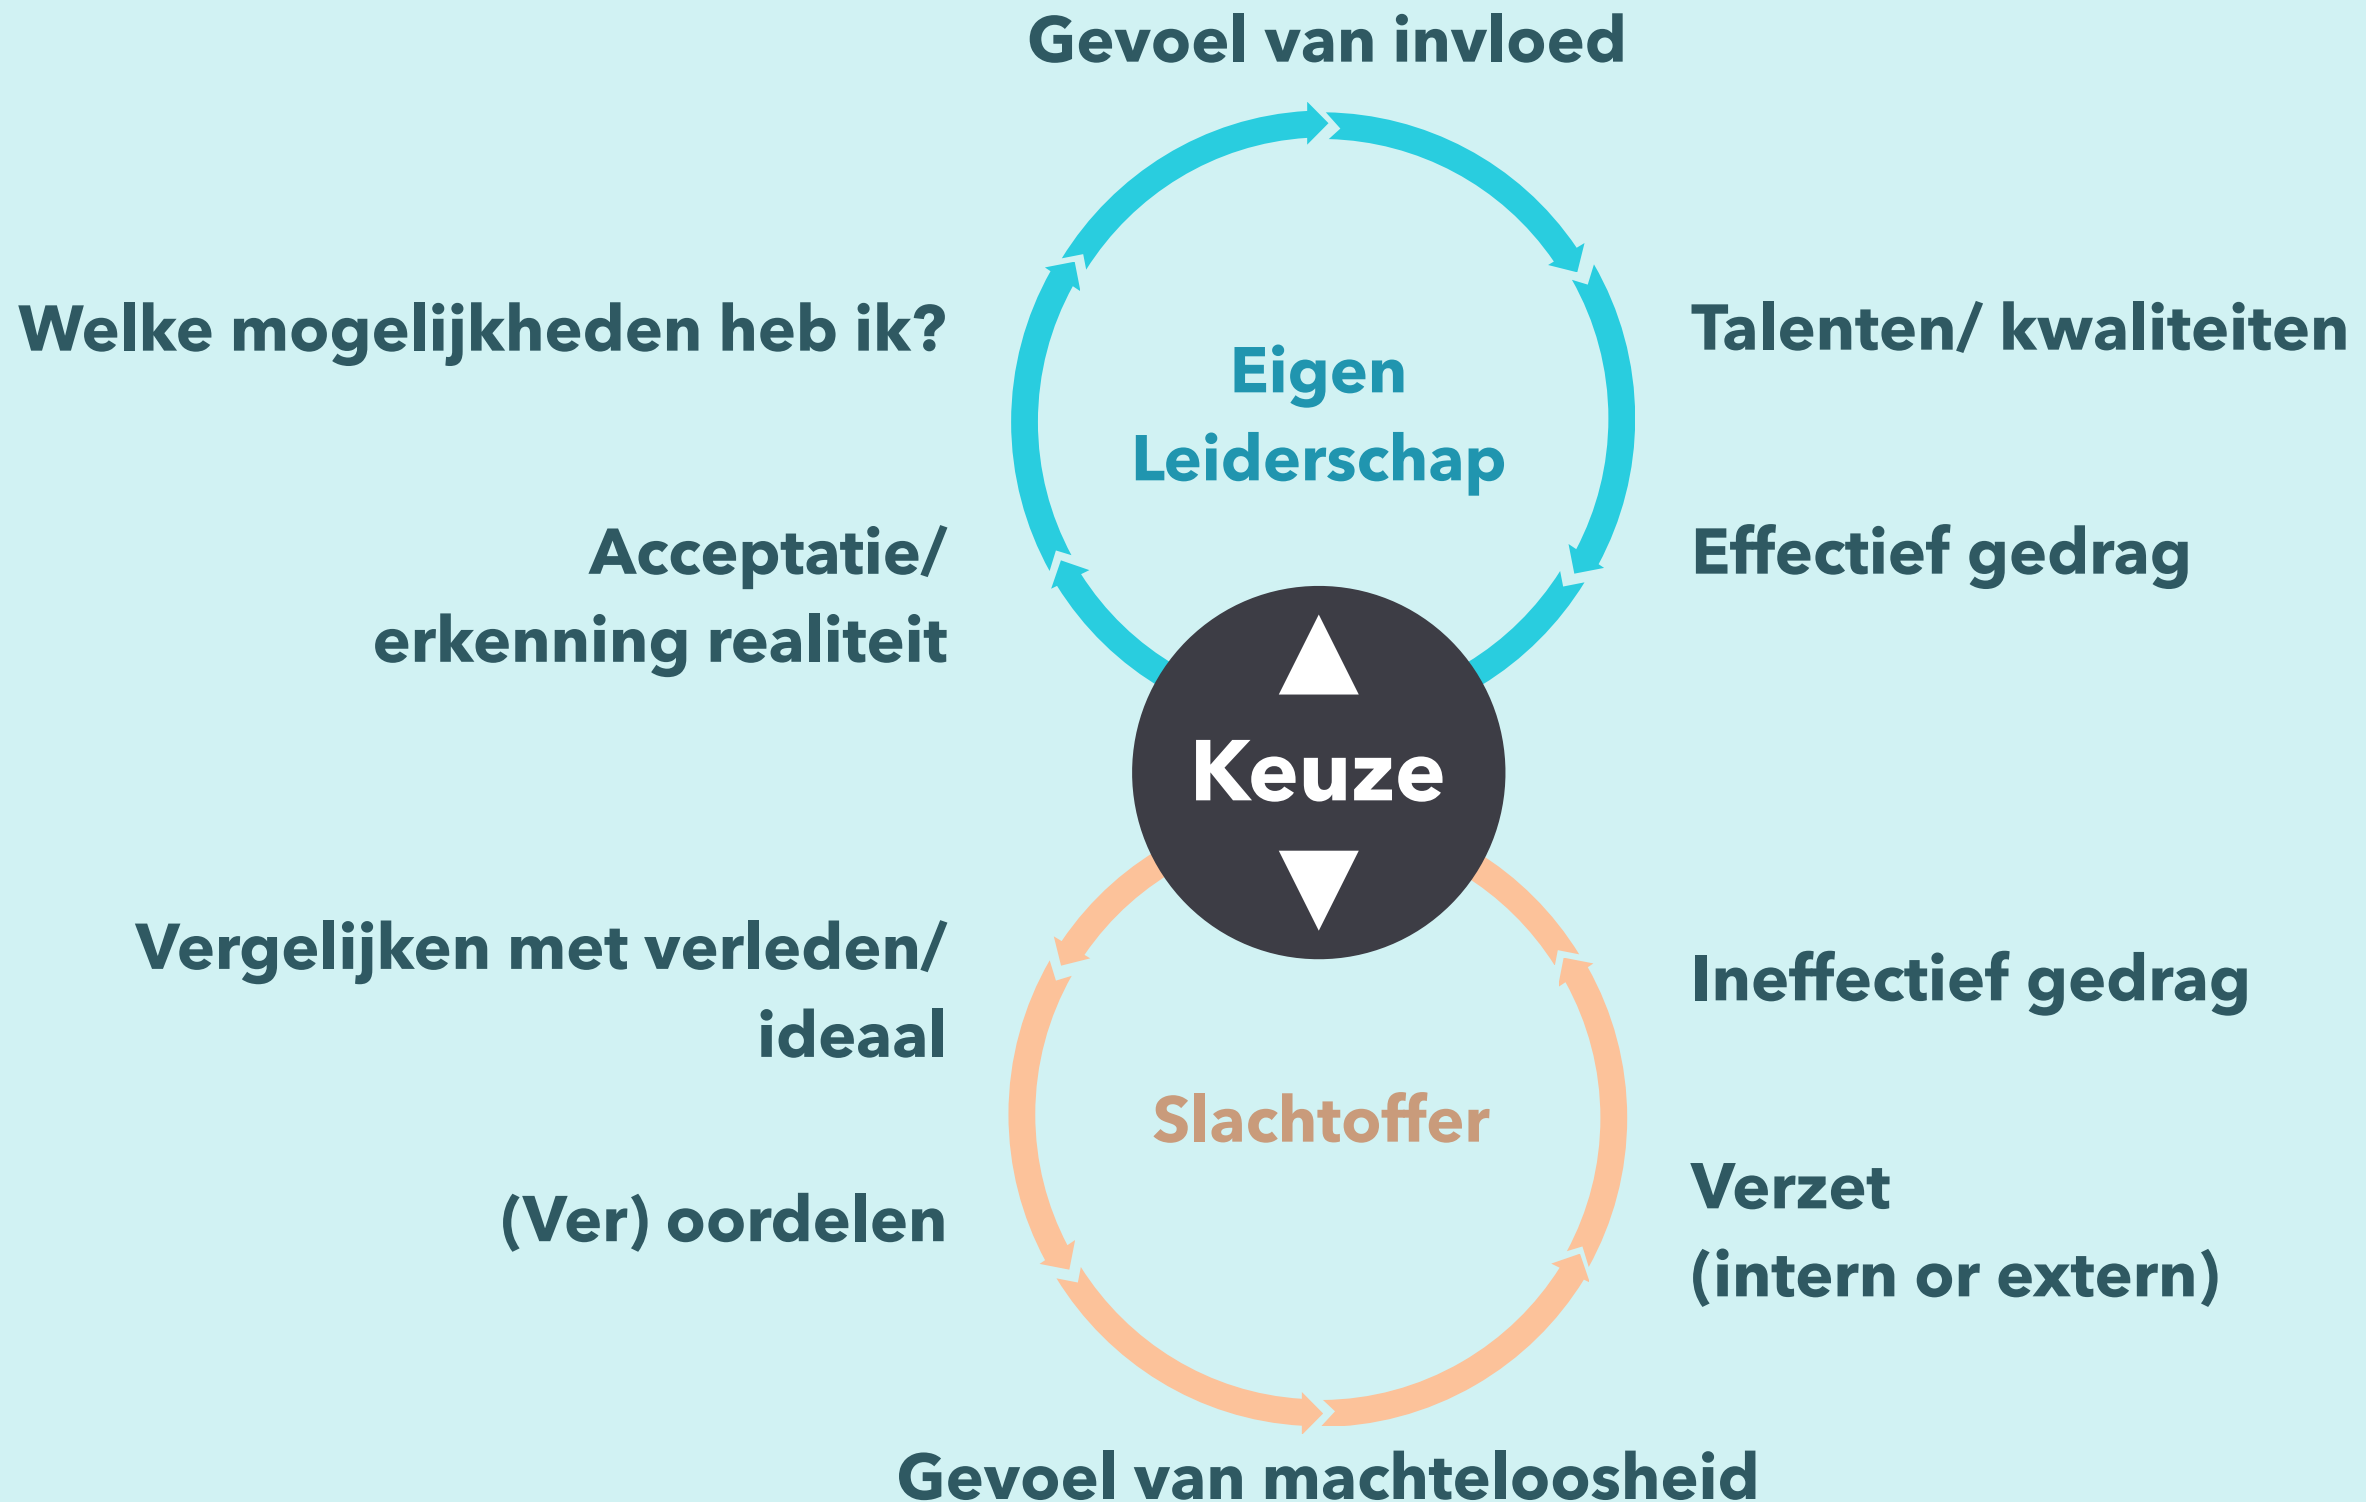 Gevoel van invloed
Welke mogelijkheden heb ik?
Talenten/ kwaliteiten
Eigen
Leiderschap
Acceptatie/
erkenning realiteit
Effectief gedrag
Keuze
Vergelijken met verleden/
ideaal
Ineffectief gedrag
Slachtoffer
(Ver) oordelen
Verzet
(intern or extern)
Gevoel van machteloosheid